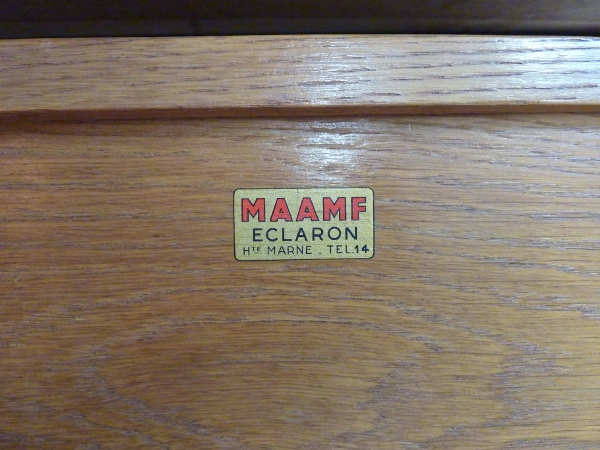 MAAMF
ECLARON
HTE MARNE . TEL.14